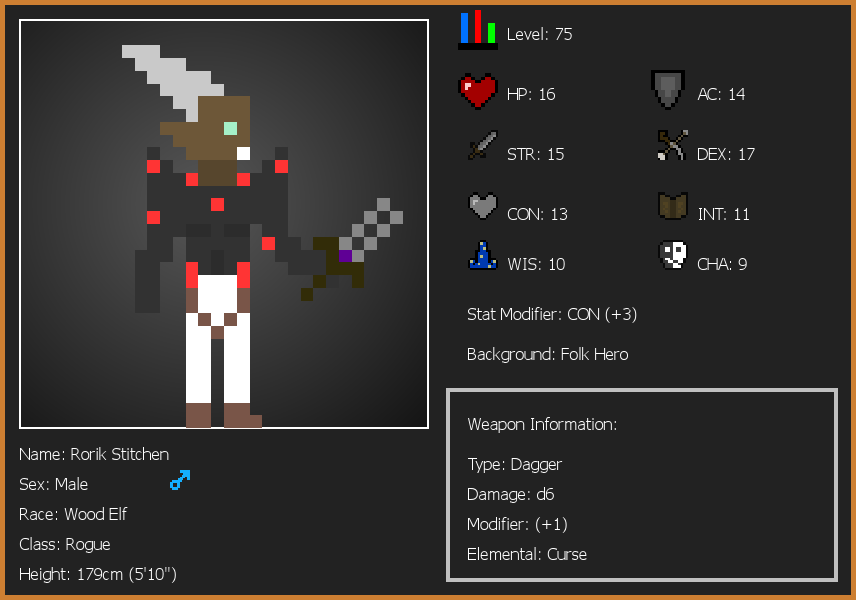 Level: 75
HP: 16
AC: 14
STR: 15
DEX: 17
CON: 13
INT: 11
WIS: 10
CHA: 9
Stat Modifier: CON (+3)
Background: Folk Hero
Weapon Information:
Type: Dagger
Damage: d6
Modifier: (+1)
Elemental: Curse
Name: Rorik Stitchen
Sex: Male
Race: Wood Elf
Class: Rogue
Height: 179cm (5'10")